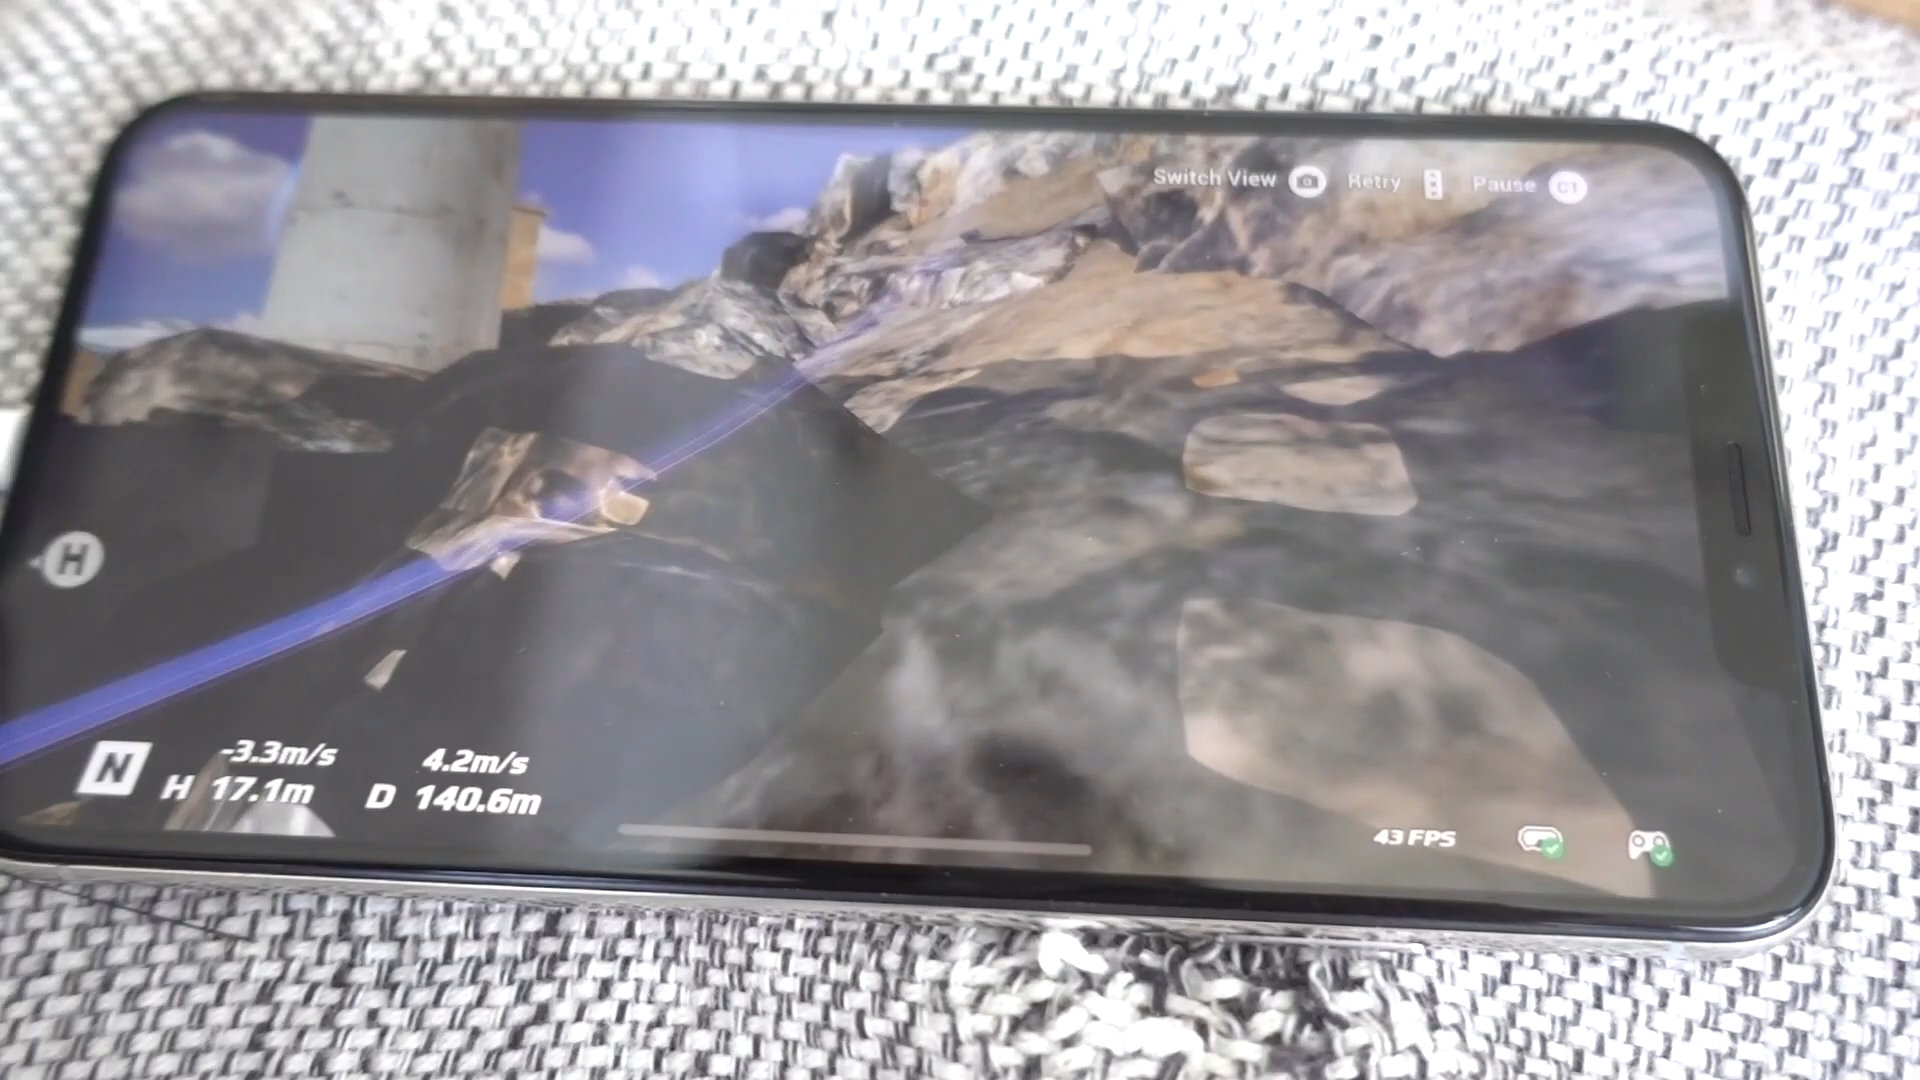 Switch View Retry Pause C1
H
N
-3.3m/s 4.2m/s
H 17.1m D 140.6m
43 FPS